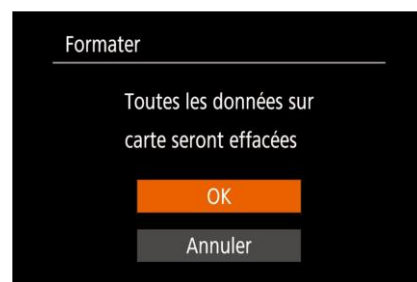 Formater
Toutes les données sur
carte seront effacées
OK
Annuler